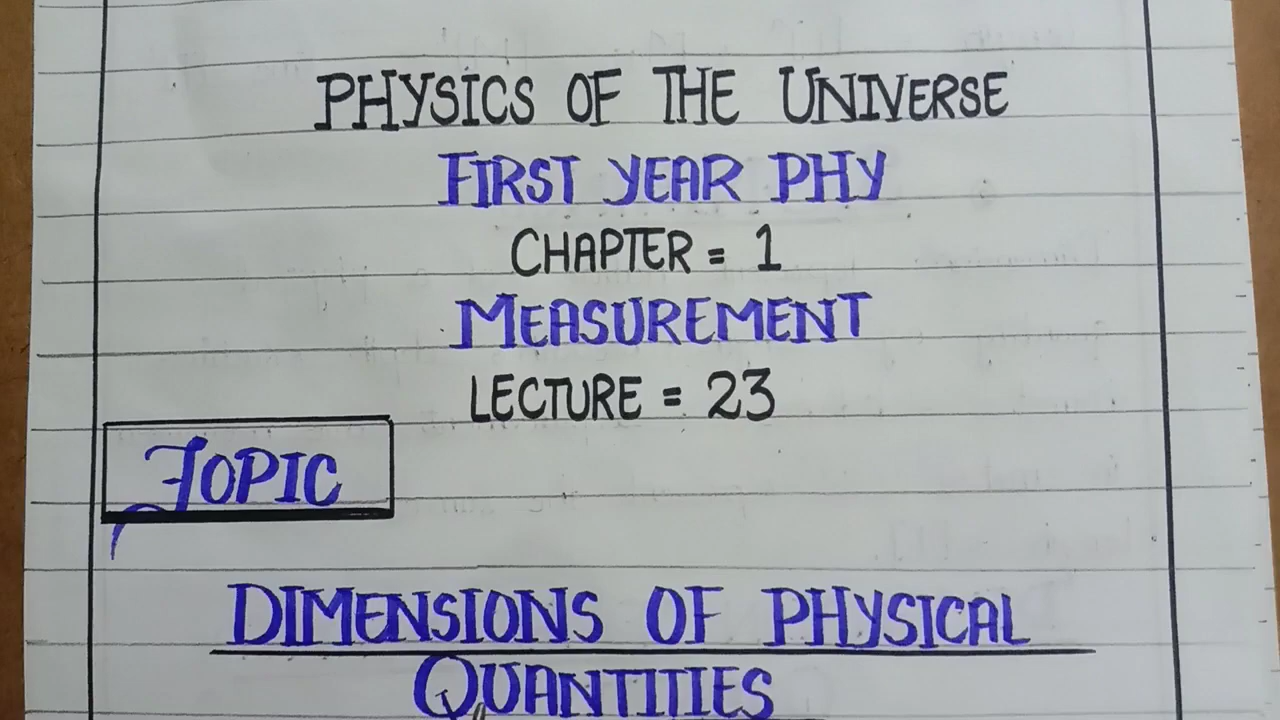 PHYSICS OF THE UNIVERSE
FIRST YEAR PHY
CHAPTER = 1
MEASUREMENT
LECTURE = 23
TOPIC
DIMENSIONS OF PHYSICAL
QUANTITIES